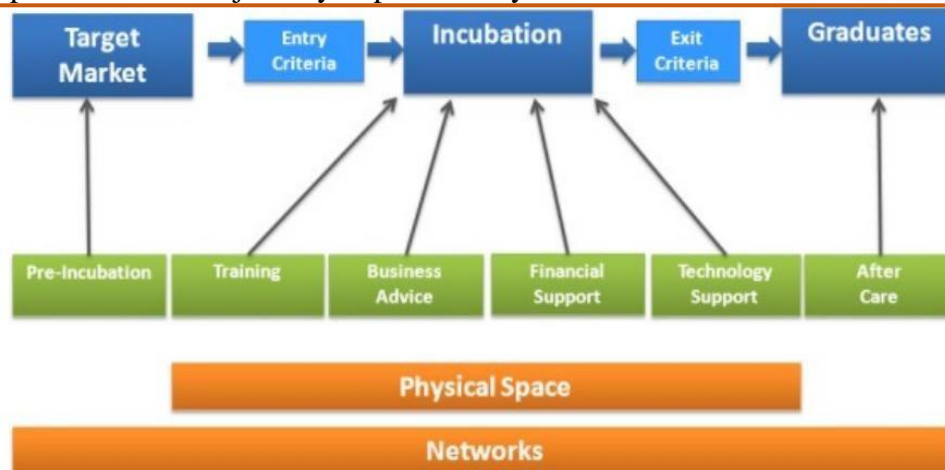 Target
Market
Entry
Criteria
Incubation
Exit
Criteria
Graduates
Pre-Incubation
Training
Business
Advice
Financial
Support
Technology
Support
After
Care
Physical Space
Networks